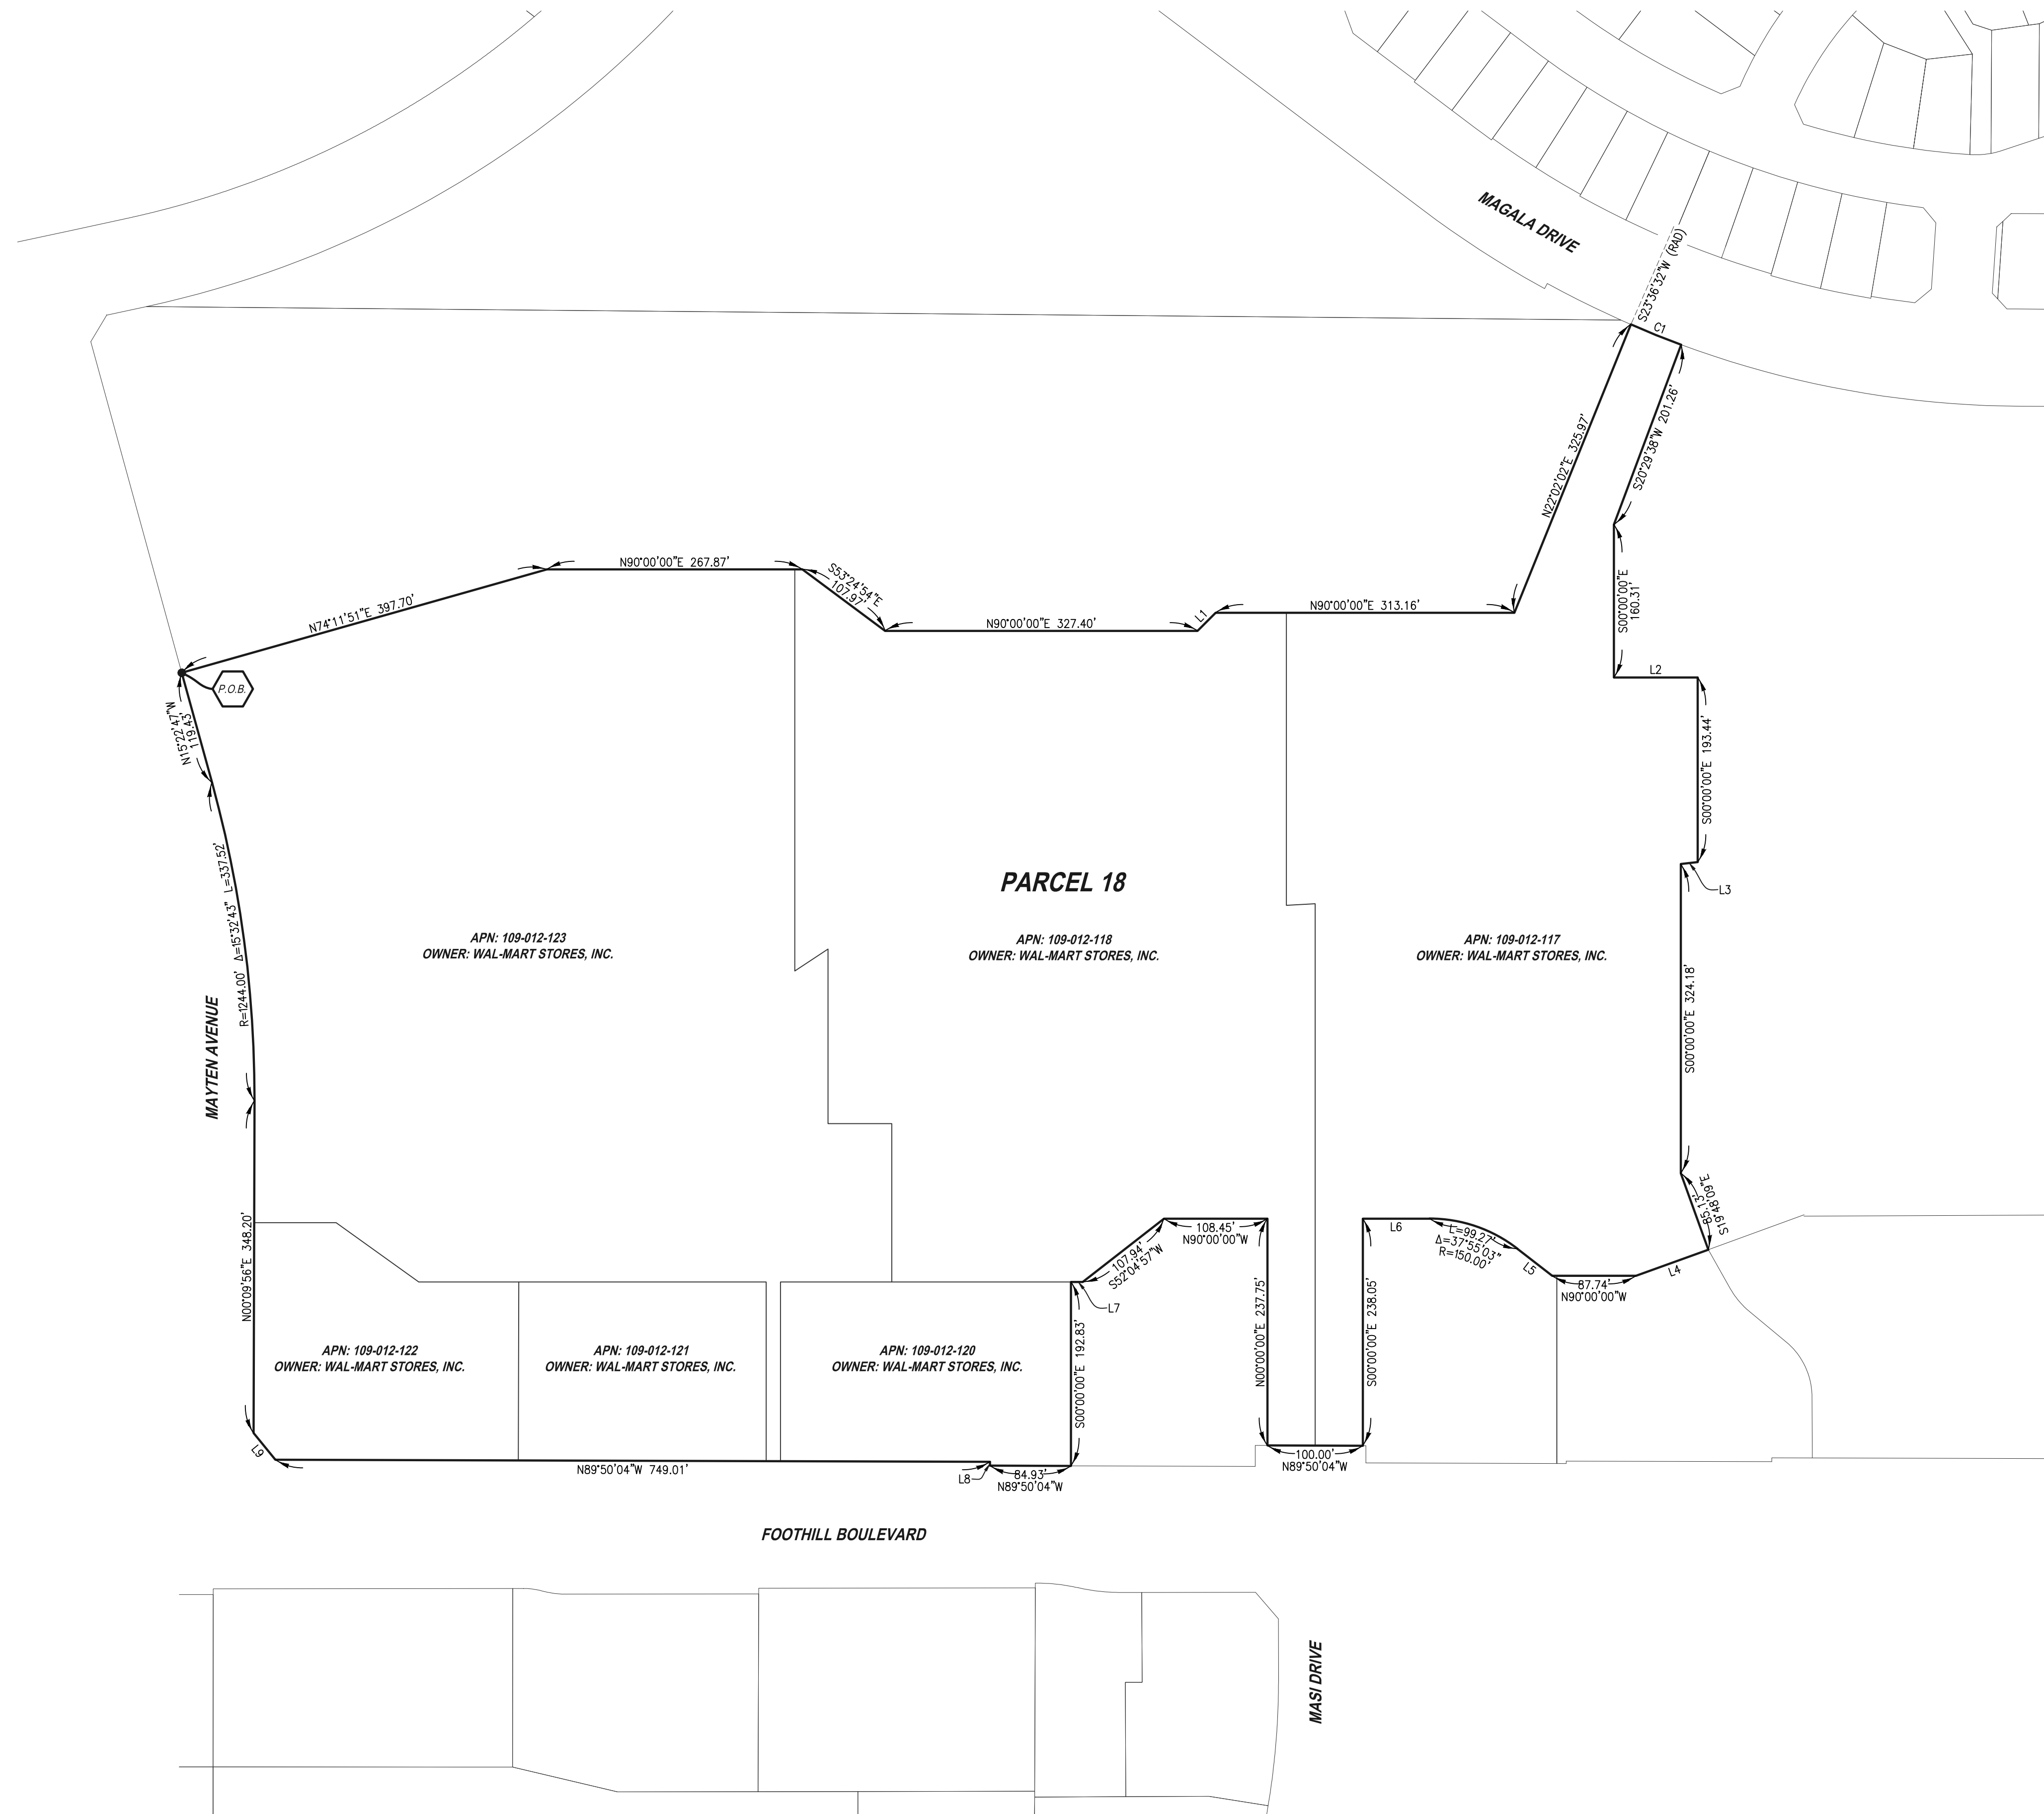 MAGALA DRIVE
S23°36'32"W (RAD)
C1
N22°02'02"E 325.97'
S20°29'38"W 201.26'
N90°00'00"E 267.87'
S53°24'54"E
107.97'
N74°11'51"E 397.70'
N90°00'00"E 327.40'
L1
N90°00'00"E 313.16'
S00°00'00"E
160.31'
L2
P.O.B.
N15°22'47"W
119.43'
S00°00'00"E 193.44'
L3
R=1244.00' Δ=15°32'43" L=337.52'
PARCEL 18
APN: 109-012-123
OWNER: WAL-MART STORES, INC.
APN: 109-012-118
OWNER: WAL-MART STORES, INC.
APN: 109-012-117
OWNER: WAL-MART STORES, INC.
MAYTEN AVENUE
S00°00'00"E 324.18'
S19°48'09"E
85.13'
N00°09'56"E 348.20'
108.45'
N90°00'00"W
107.94'
S52°04'57"W
L6
L=99.27'
Δ=37°55'03"
R=150.00'
L5
L4
87.74'
N90°00'00"W
L7
N00°00'00"E 237.75'
S00°00'00"E 238.05'
S00°00'00"E 192.83'
APN: 109-012-122
OWNER: WAL-MART STORES, INC.
APN: 109-012-121
OWNER: WAL-MART STORES, INC.
APN: 109-012-120
OWNER: WAL-MART STORES, INC.
L9
N89°50'04"W 749.01'
L8
84.93'
N89°50'04"W
100.00'
N89°50'04"W
FOOTHILL BOULEVARD
MASI DRIVE